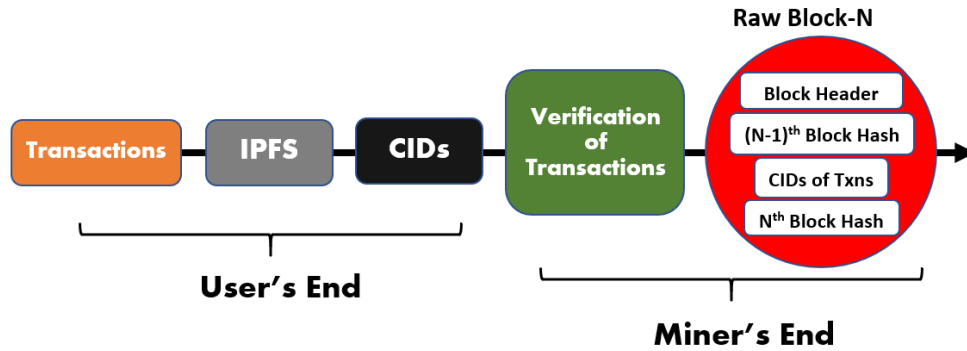 Raw Block-N
Transactions
IPFS
CIDs
Verification
of
Transactions
Block Header
(N-1)th Block Hash
CIDs of Txns
Nth Block Hash
User's End
Miner's End